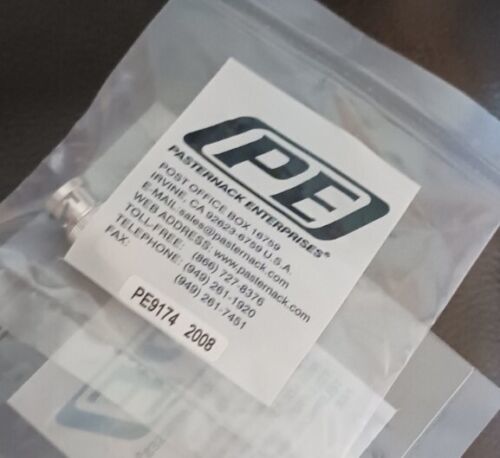 PE
PASTERNACK ENTERPRISES®
POST OFFICE BOX 16759
IRVINE, CA 92623-6759 U.S.A.
E-MAIL: sales@pasternack.com
WEB ADDRESS: www.pasternack.com
TOLL-FREE: (866) 727-8376
TELEPHONE: (949) 261-1920
FAX: (949) 261-7451
PE9174 2008